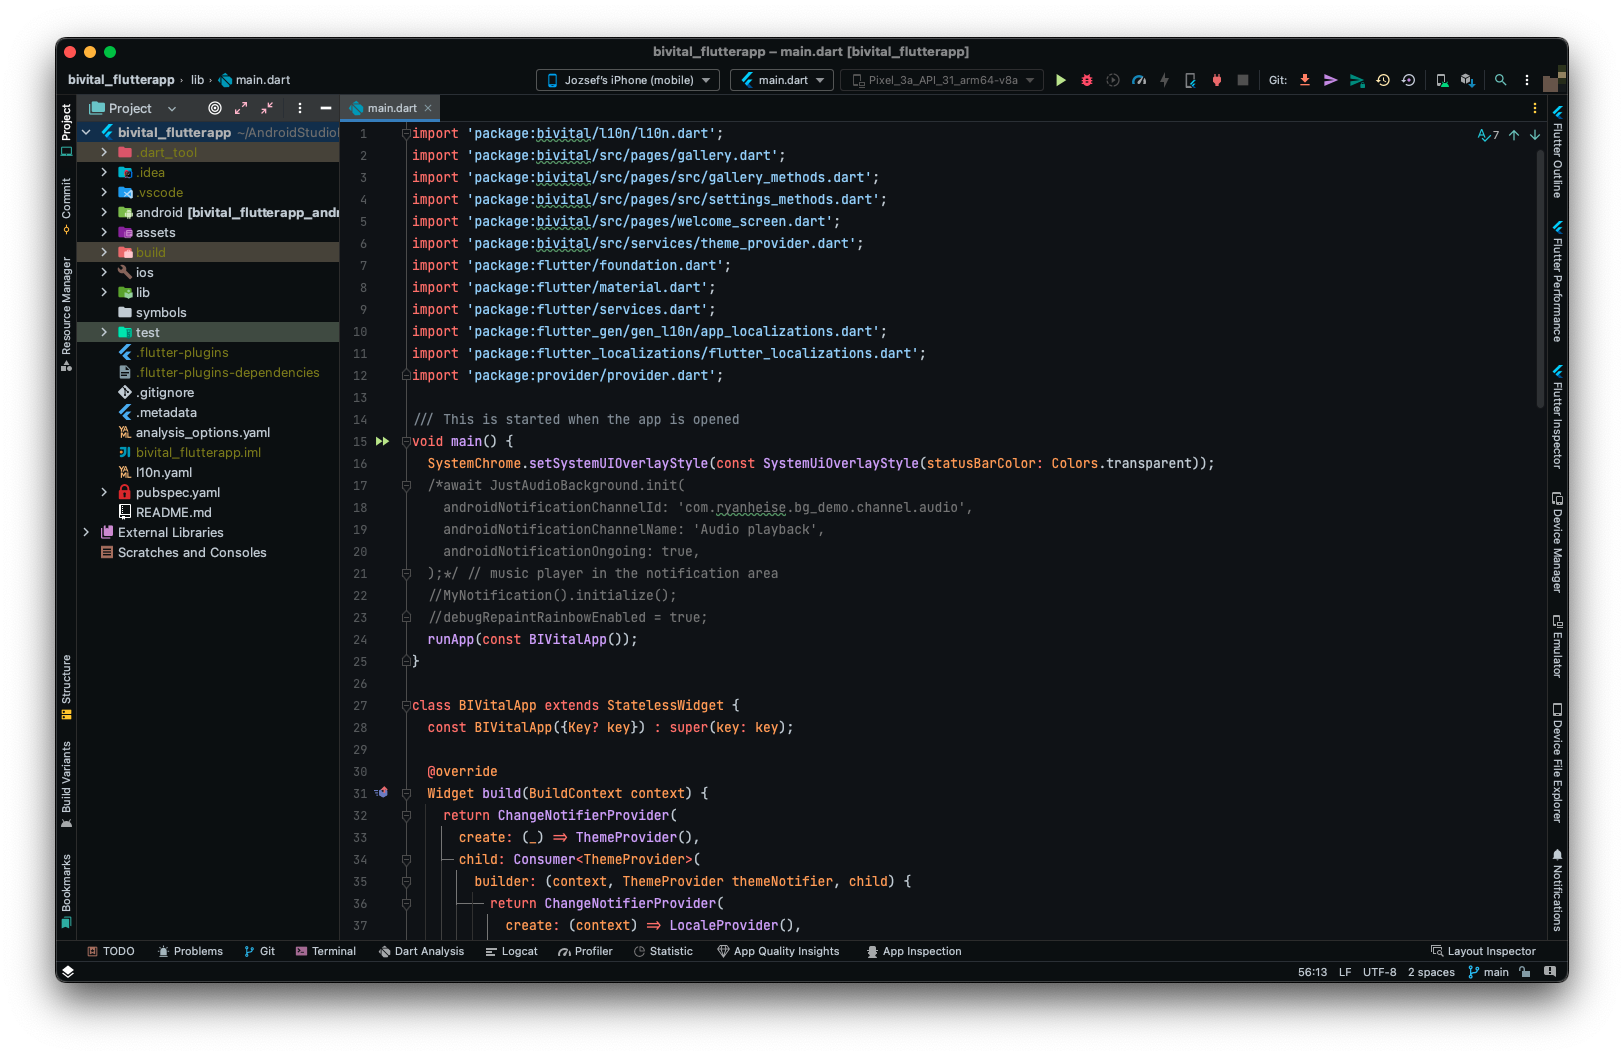 bivital_flutterapp – main.dart [bivital_flutterapp]
bivital_flutterapp › lib › main.dart
Jozsef's iPhone (mobile)
main.dart
Pixel_3a_API_31_arm64-v8a
Git:
Project
main.dart
Project
Commit
Resource Manager
Structure
Build Variants
Bookmarks
bivital_flutterapp ~/AndroidStudio
.dart_tool
.idea
.vscode
android [bivital_flutterapp_andr
assets
build
ios
lib
symbols
test
.flutter-plugins
.flutter-plugins-dependencies
.gitignore
.metadata
analysis_options.yaml
bivital_flutterapp.iml
l10n.yaml
pubspec.yaml
README.md
External Libraries
Scratches and Consoles
7
1 import 'package:bivital/l10n/l10n.dart';
2 import 'package:bivital/src/pages/gallery.dart';
3 import 'package:bivital/src/pages/src/gallery_methods.dart';
4 import 'package:bivital/src/pages/src/settings_methods.dart';
5 import 'package:bivital/src/pages/welcome_screen.dart';
6 import 'package:bivital/src/services/theme_provider.dart';
7 import 'package:flutter/foundation.dart';
8 import 'package:flutter/material.dart';
9 import 'package:flutter/services.dart';
10 import 'package:flutter_gen/gen_l10n/app_localizations.dart';
11 import 'package:flutter_localizations/flutter_localizations.dart';
12 import 'package:provider/provider.dart';
13
14 /// This is started when the app is opened
15 void main() {
16 SystemChrome.setSystemUIOverlayStyle(const SystemUiOverlayStyle(statusBarColor: Colors.transparent));
17 /*await JustAudioBackground.init(
18 androidNotificationChannelId: 'com.ryanheise.bg_demo.channel.audio',
19 androidNotificationChannelName: 'Audio playback',
20 androidNotificationOngoing: true,
21 );*/ // music player in the notification area
22 //MyNotification().initialize();
23 //debugRepaintRainbowEnabled = true;
24 runApp(const BIVitalApp());
25 }
26
27 class BIVitalApp extends StatelessWidget {
28 const BIVitalApp({Key? key}) : super(key: key);
29
30 @override
31 Widget build(BuildContext context) {
32 return ChangeNotifierProvider(
33 create: (_) => ThemeProvider(),
34 child: Consumer<ThemeProvider>(
35 builder: (context, ThemeProvider themeNotifier, child) {
36 return ChangeNotifierProvider(
37 create: (context) => LocaleProvider(),
Flutter Outline
Flutter Performance
Flutter Inspector
Device Manager
Emulator
Device File Explorer
Notifications
TODO
Problems
Git
Terminal
Dart Analysis
Logcat
Profiler
Statistic
App Quality Insights
App Inspection
Layout Inspector
56:13 LF UTF-8 2 spaces main